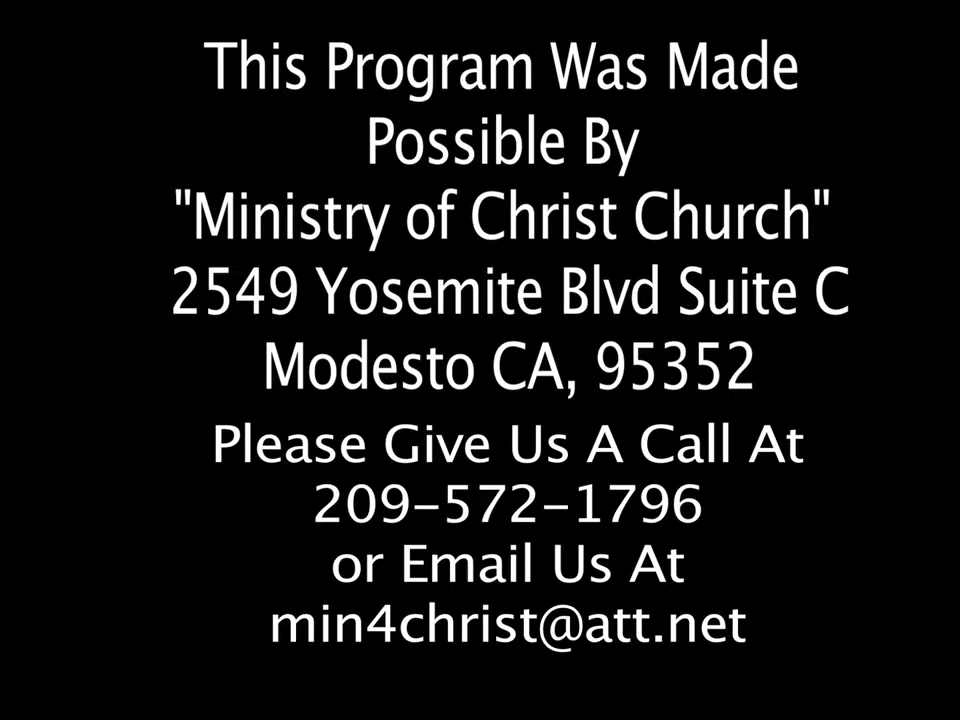 This Program Was Made
Possible By
"Ministry of Christ Church"
2549 Yosemite Blvd Suite C
Modesto CA, 95352
Please Give Us A Call At
209-572-1796
or Email Us At
min4christ@att.net